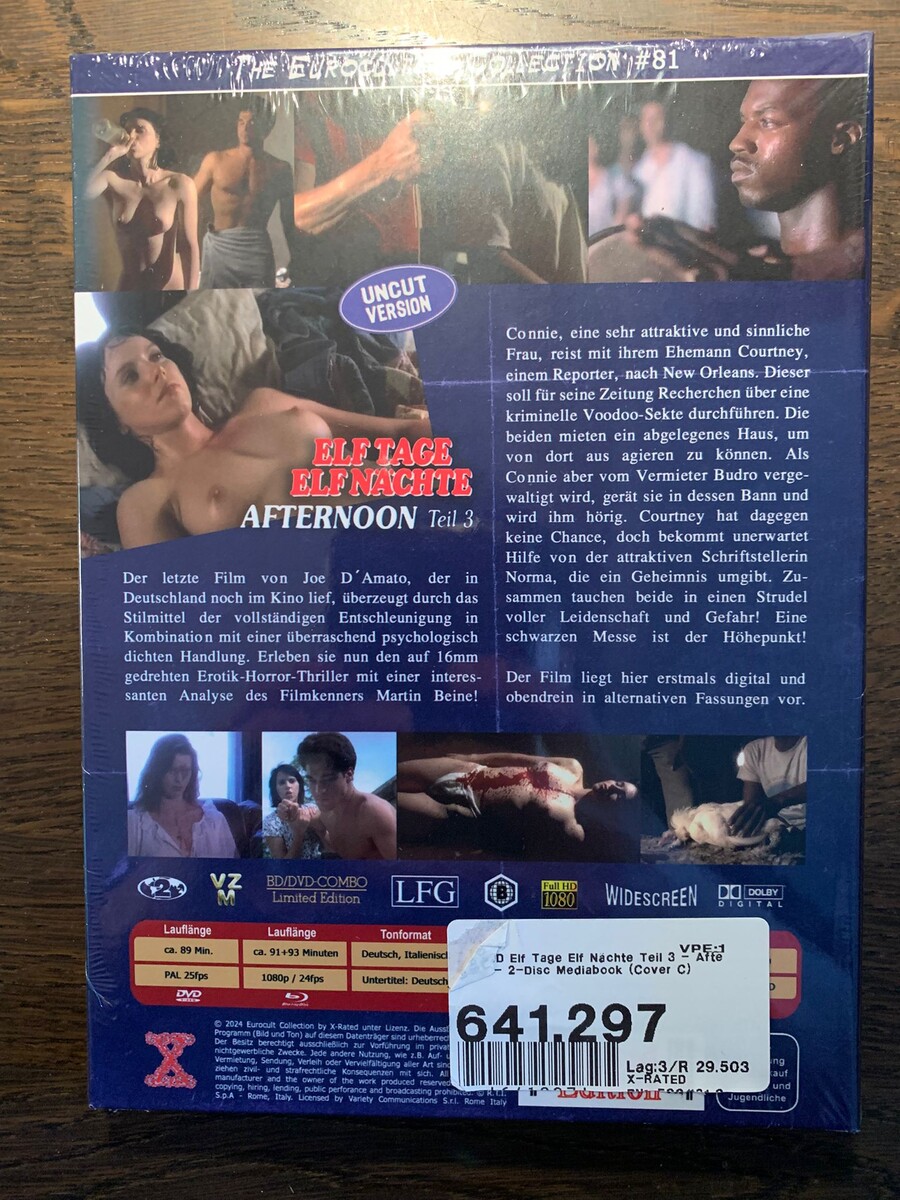 THE EUROCULT COLLECTION #81
UNCUT
VERSION
ELF TAGE
ELF NÄCHTE
AFTERNOON Teil 3
Der letzte Film von Joe D´Amato, der in
Deutschland noch im Kino lief, überzeugt durch das
Stilmittel der vollständigen Entschleunigung in
Kombination mit einer überraschend psychologisch
dichten Handlung. Erleben sie nun den auf 16mm
gedrehten Erotik-Horror-Thriller mit einer interes-
santen Analyse des Filmkenners Martin Beine!
Connie, eine sehr attraktive und sinnliche
Frau, reist mit ihrem Ehemann Courtney,
einem Reporter, nach New Orleans. Dieser
soll für seine Zeitung Recherchen über eine
kriminelle Voodoo-Sekte durchführen. Die
beiden mieten ein abgelegenes Haus, um
von dort aus agieren zu können. Als
Connie aber vom Vermieter Budro verge-
waltigt wird, gerät sie in dessen Bann und
wird ihm hörig. Courtney hat dagegen
keine Chance, doch bekommt unerwartet
Hilfe von der attraktiven Schriftstellerin
Norma, die ein Geheimnis umgibt. Zu-
sammen tauchen beide in einen Strudel
voller Leidenschaft und Gefahr! Eine
schwarzen Messe ist der Höhepunkt!
Der Film liegt hier erstmals digital und
obendrein in alternativen Fassungen vor.
2
VZ
M
BD/DVD-COMBO
Limited Edition
LFG
B
Full HD
1080
WIDESCREEN
DOLBY
DIGITAL
Lauflänge
ca. 89 Min.
PAL 25fps
DVD
Lauflänge
ca. 91+93 Minuten
1080p / 24fps
Tonformat
Deutsch, Italienisch
Untertitel: Deutsch
VPE:1
D Elf Tage Elf Nächte Teil 3 - Afte
- 2-Disc Mediabook (Cover C)
641.297
Lag:3/R 29.503
X-RATED
X
© 2024 Eurocult Collection by X-Rated unter Lizenz. Die
Programm (Bild und Ton) auf diesem Datenträger sind
Der Besitz berechtigt ausschließlich zur Vorführung im
nichtgewerbliche Zwecke. Jede andere Nutzung, wie z.B. Auf-
Vermietung, Sendung, Verleih oder Vervielfältigung aller Art
ziehen zivil- und strafrechtliche Konsequenzen mit sich.
manufacturer and the owner of the work produced
copying, hiring, lending, public perforance and broadcasting prohibited. © R.T.I.
S.p.A - Rome, Italy. Licensed by Variety Communications S.r.l. Rome Italy
und
Jugendliche